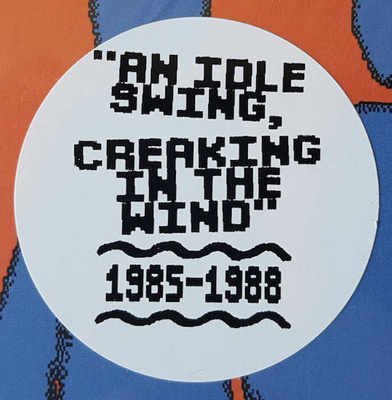 "AN IDLE
SWING,
CREAKING
IN THE
WIND"
1985-1988